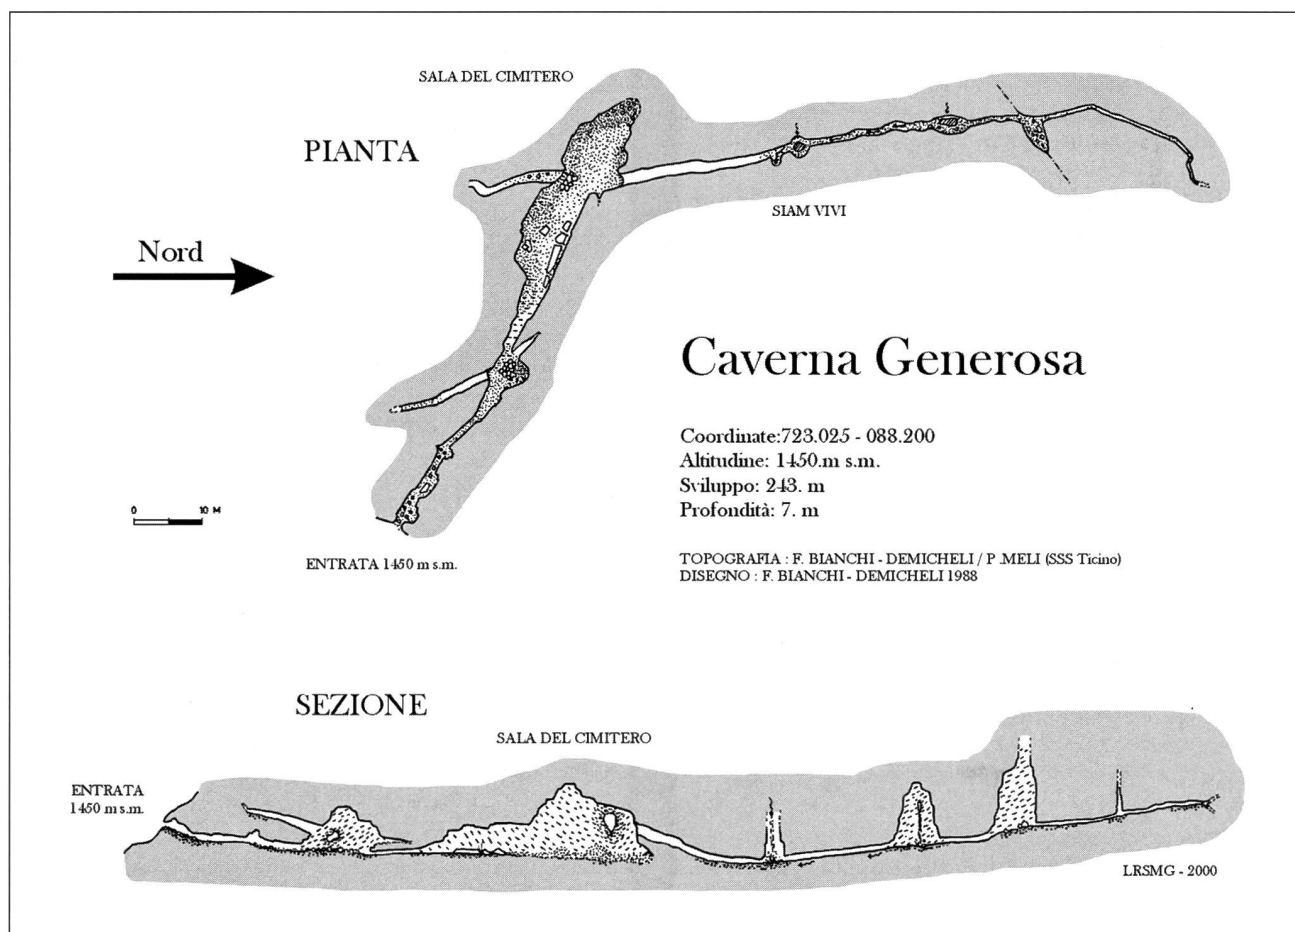 SALA DEL CIMITERO
PIANTA
SIAM VIVI
Nord
Caverna Generosa
Coordinate:723.025 - 088.200
Altitudine: 1450.m s.m.
Sviluppo: 243. m
Profondità: 7. m
0 10 M
ENTRATA 1450 m s.m.
TOPOGRAFIA : F. BIANCHI - DEMICHELI / P .MELI (SSS Ticino)
DISEGNO : F. BIANCHI - DEMICHELI 1988
SEZIONE
SALA DEL CIMITERO
ENTRATA
1450 m s.m.
LRSMG - 2000